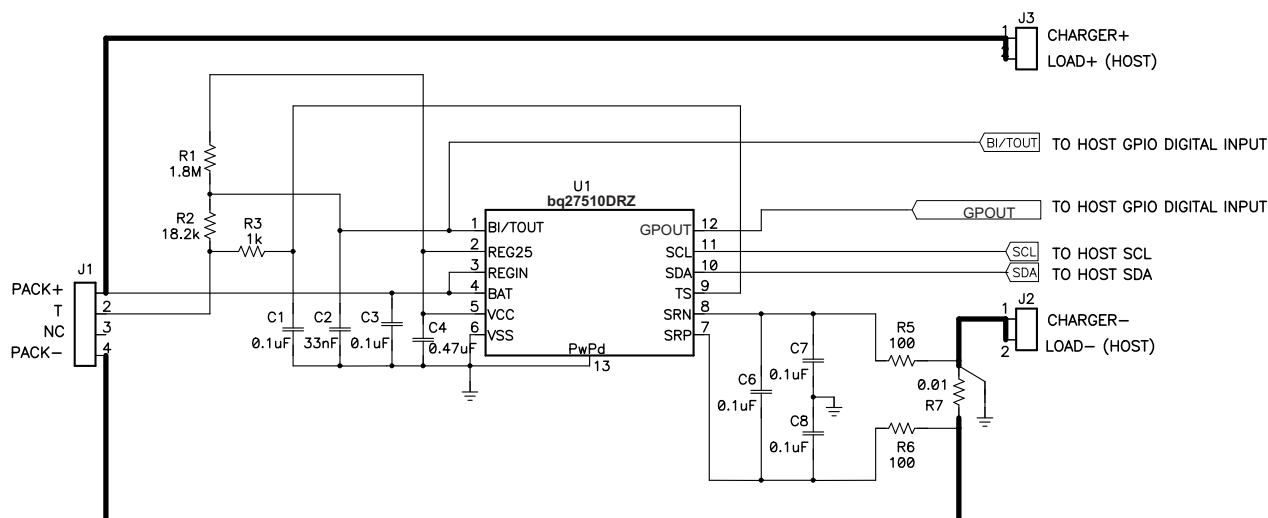 J3
1
CHARGER+
LOAD+ (HOST)
BI/TOUT
TO HOST GPIO DIGITAL INPUT
R1
1.8M
U1
bq27510DRZ
GPOUT
TO HOST GPIO DIGITAL INPUT
R2
18.2k
R3
1k
1
BI/TOUT
GPOUT
12
2
REG25
SCL
11
SCL
TO HOST SCL
3
REGIN
SDA
10
SDA
TO HOST SDA
4
BAT
TS
9
5
VCC
SRN
8
6
VSS
SRP
7
PwPd
13
J1
PACK+
T
2
NC
3
PACK-
4
C1
0.1uF
C2
33nF
C3
0.1uF
C4
0.47uF
J2
1
CHARGER-
2
LOAD- (HOST)
R5
100
C7
0.1uF
C6
0.1uF
0.01
R7
C8
0.1uF
R6
100